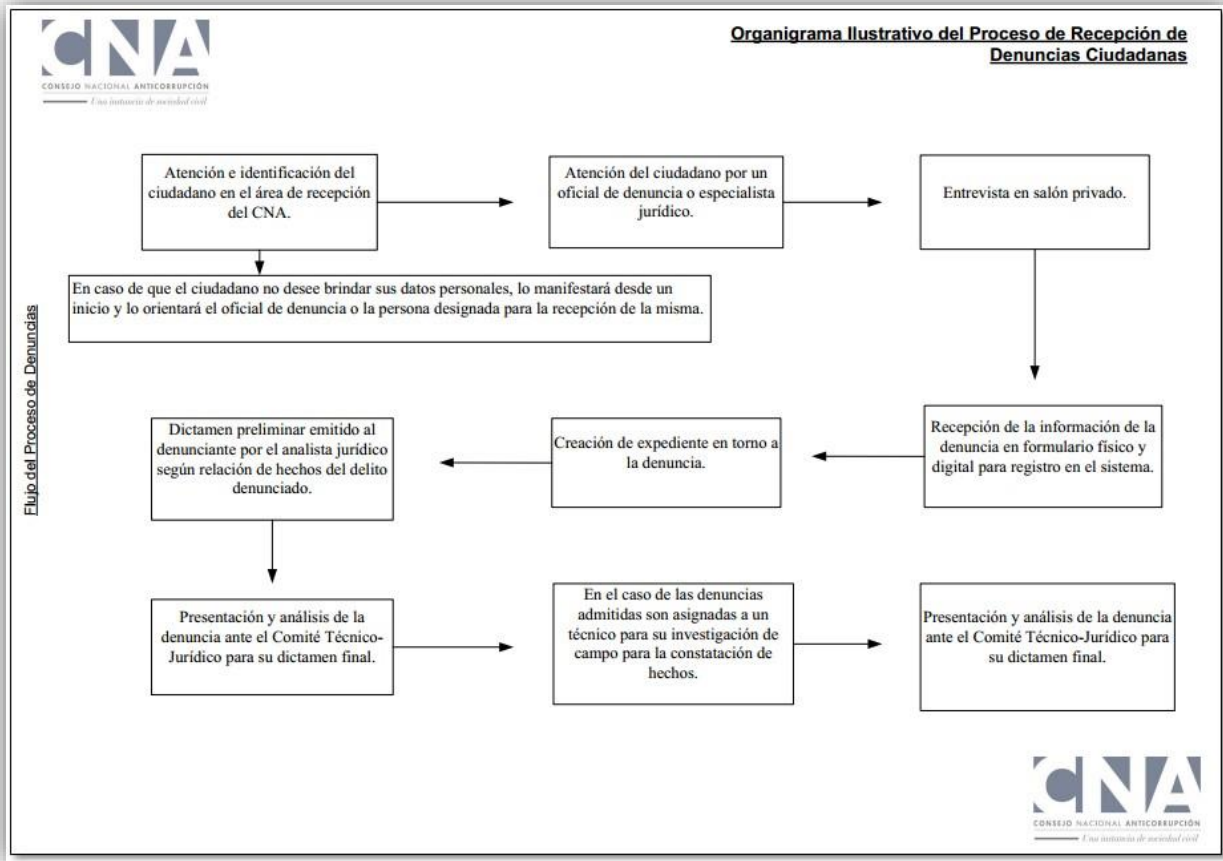 CNA
CONSEJO NACIONAL ANTICORRUPCIÓN
Una instancia de sociedad civil
Organigrama Ilustrativo del Proceso de Recepción de
Denuncias Ciudadanas
Flujo del Proceso de Denuncias
Atención e identificación del
ciudadano en el área de recepción
del CNA.
Atención del ciudadano por un
oficial de denuncia o especialista
jurídico.
Entrevista en salón privado.
En caso de que el ciudadano no desee brindar sus datos personales, lo manifestará desde un
inicio y lo orientará el oficial de denuncia o la persona designada para la recepción de la misma.
Recepción de la información de la
denuncia en formulario físico y
digital para registro en el sistema.
Creación de expediente en torno a
la denuncia.
Dictamen preliminar emitido al
denunciante por el analista jurídico
según relación de hechos del delito
denunciado.
Presentación y análisis de la
denuncia ante el Comité Técnico-
Jurídico para su dictamen final.
En el caso de las denuncias
admitidas son asignadas a un
técnico para su investigación de
campo para la constatación de
hechos.
Presentación y análisis de la denuncia
ante el Comité Técnico-Jurídico para
su dictamen final.
CNA
CONSEJO NACIONAL ANTICORRUPCIÓN
Una instancia de sociedad civil